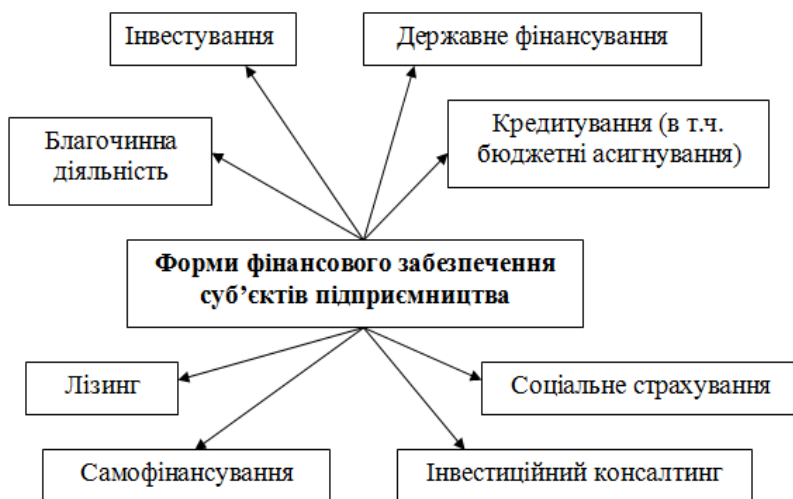 Інвестування
Державне фінансування
Благочинна
діяльність
Кредитування (в т.ч.
бюджетні асигнування)
Форми фінансового забезпечення
суб’єктів підприємництва
Лізинг
Соціальне страхування
Самофінансування
Інвестиційний консалтинг